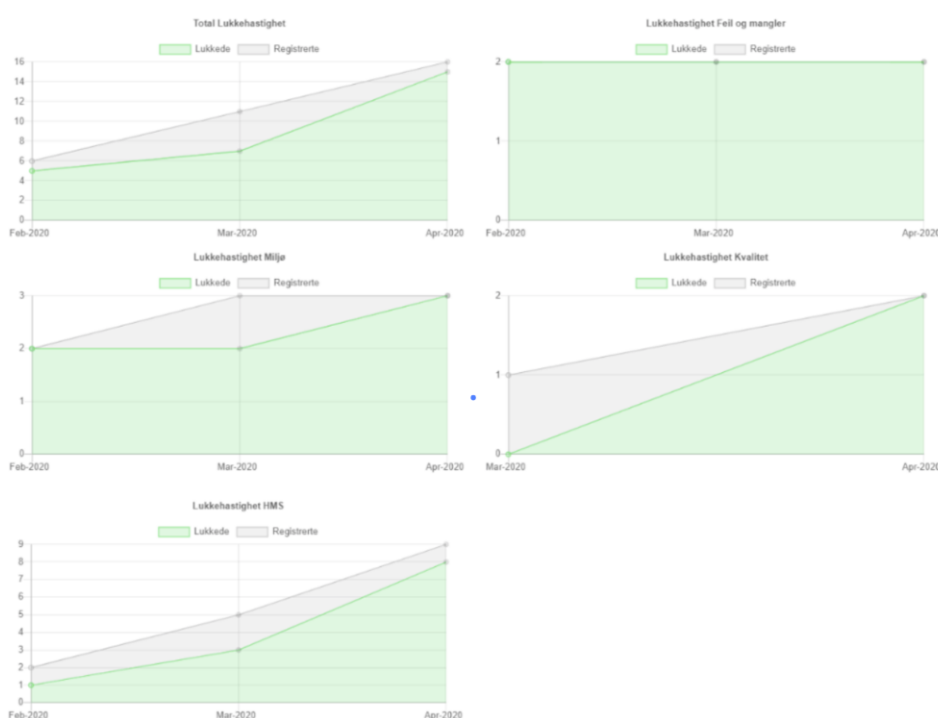 Total Lukkehastighet
Lukkede Registrerte
16
14
12
10
8
6
4
2
0
Feb-2020 Mar-2020 Apr-2020
Lukkehastighet Feil og mangler
Lukkede Registrerte
2
1
0
Feb-2020 Mar-2020 Apr-2020
Lukkehastighet Miljø
Lukkede Registrerte
3
2
1
0
Feb-2020 Mar-2020 Apr-2020
Lukkehastighet Kvalitet
Lukkede Registrerte
2
1
0
Mar-2020 Apr-2020
Lukkehastighet HMS
Lukkede Registrerte
9
8
7
6
5
4
3
2
1
0
Feb-2020 Mar-2020 Apr-2020